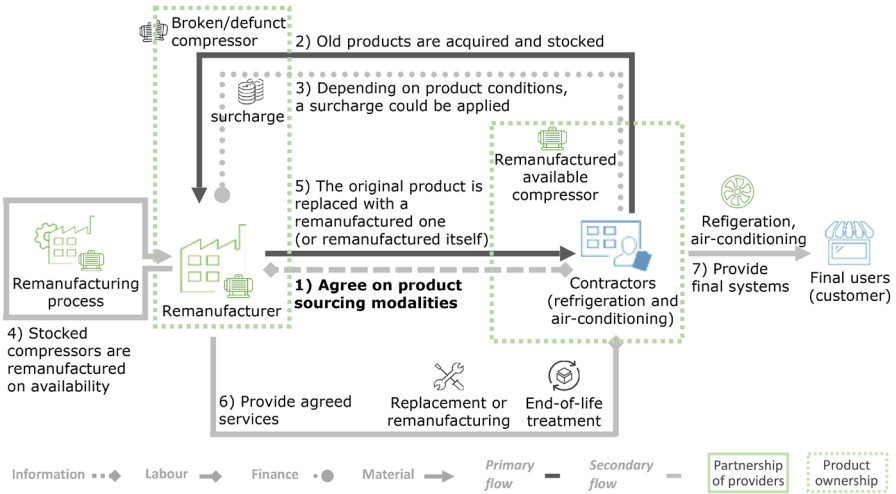 Broken/defunct
compressor
2) Old products are acquired and stocked
3) Depending on product conditions,
a surcharge could be applied
surcharge
Remanufactured
available
compressor
5) The original product is
replaced with a
remanufactured one
(or remanufactured itself)
1) Agree on product
sourcing modalities
Remanufacturing
process
Remanufacturer
Contractors
(refrigeration and
air-conditioning)
Refigeration,
air-conditioning
7) Provide
final systems
Final users
(customer)
4) Stocked
compressors are
remanufactured
on availability
6) Provide agreed
services
Replacement or
remanufacturing
End-of-life
treatment
Information
Labour
Finance
Material
Primary
flow
Secondary
flow
Partnership
of providers
Product
ownership